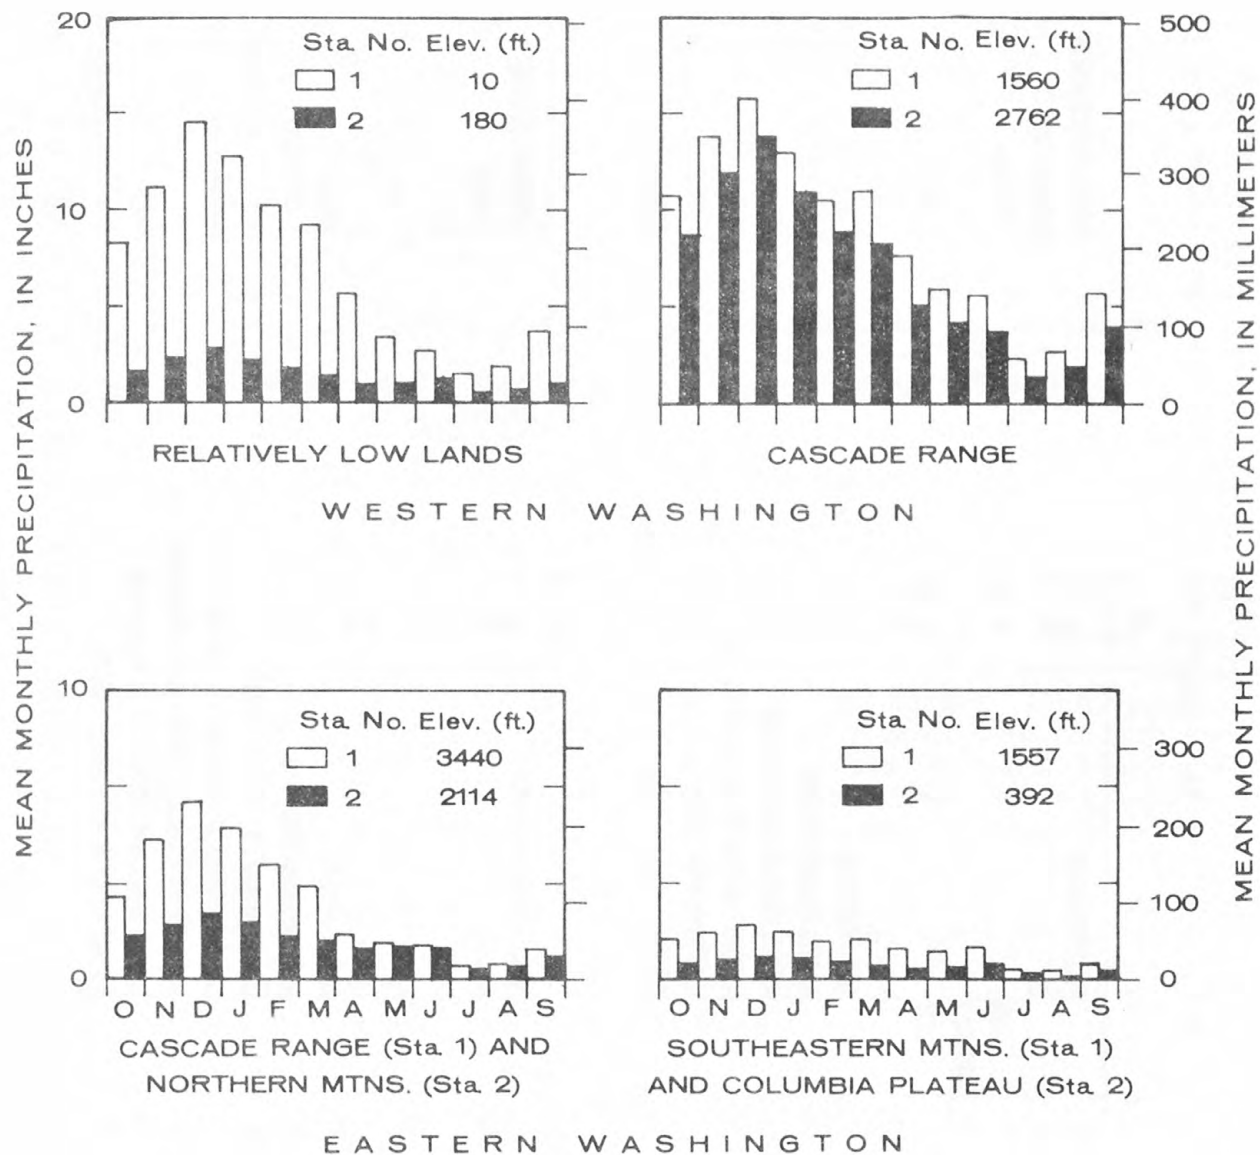 MEAN MONTHLY PRECIPITATION, IN INCHES
20
10
0
Sta. No. Elev. (ft.)
1 10
2 180
RELATIVELY LOW LANDS
Sta. No. Elev. (ft.)
1 1560
2 2762
CASCADE RANGE
500
400
300
200
100
0
MEAN MONTHLY PRECIPITATION, IN MILLIMETERS
WESTERN WASHINGTON
10
0
Sta. No. Elev. (ft.)
1 3440
2 2114
O N D J F M A M J J A S
CASCADE RANGE (Sta. 1) AND
NORTHERN MTNS. (Sta. 2)
Sta. No. Elev. (ft.)
1 1557
2 392
300
200
100
0
O N D J F M A M J J A S
SOUTHEASTERN MTNS. (Sta. 1)
AND COLUMBIA PLATEAU (Sta. 2)
EASTERN WASHINGTON